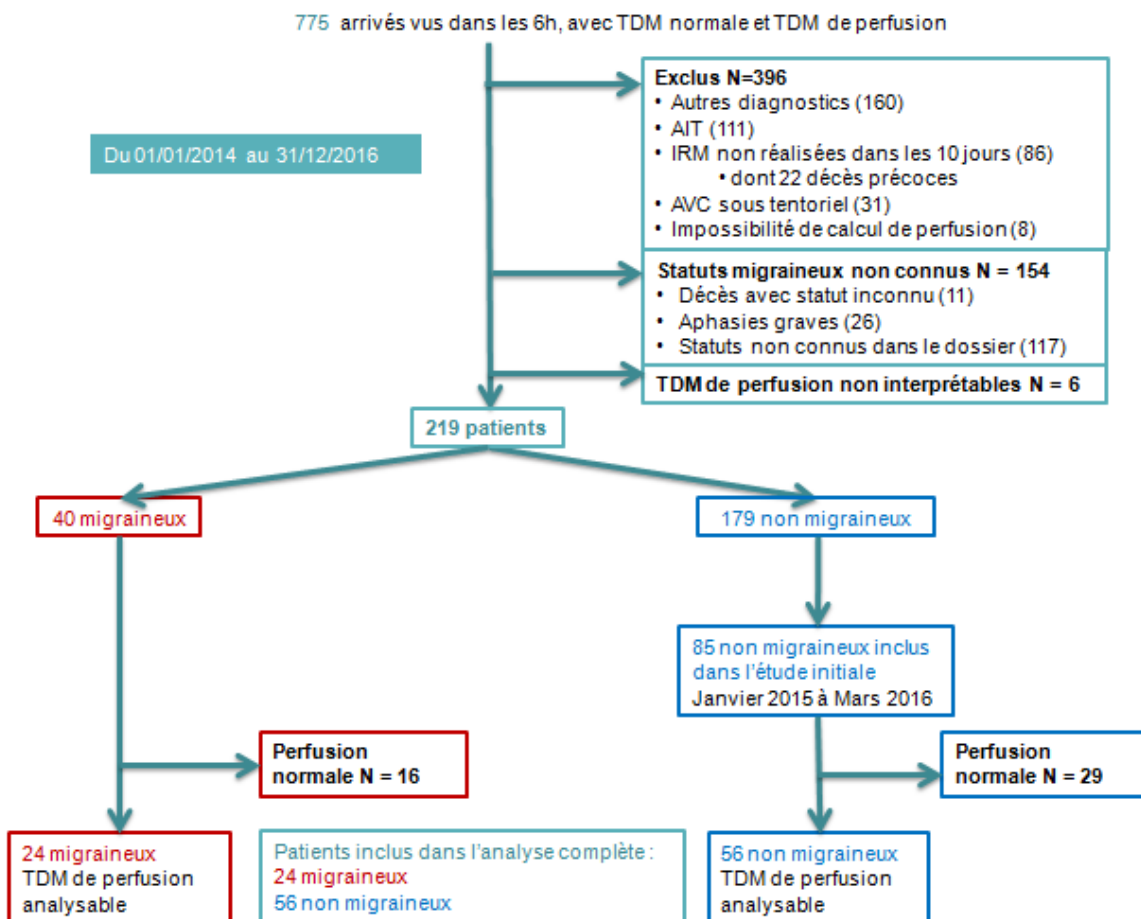 775 arrivés vus dans les 6h, avec TDM normale et TDM de perfusion
Du 01/01/2014 au 31/12/2016
Exclus N=396
• Autres diagnostics (160)
• AIT (111)
• IRM non réalisées dans les 10 jours (86)
• dont 22 décès précoces
• AVC sous tentoriel (31)
• Impossibilité de calcul de perfusion (8)
Statuts migraineux non connus N = 154
• Décès avec statut inconnu (11)
• Aphasies graves (26)
• Statuts non connus dans le dossier (117)
TDM de perfusion non interprétables N = 6
219 patients
40 migraineux
179 non migraineux
85 non migraineux inclus
dans l'étude initiale
Janvier 2015 à Mars 2016
Perfusion
normale N = 16
Perfusion
normale N = 29
24 migraineux
TDM de perfusion
analysable
Patients inclus dans l'analyse complète :
24 migraineux
56 non migraineux
56 non migraineux
TDM de perfusion
analysable